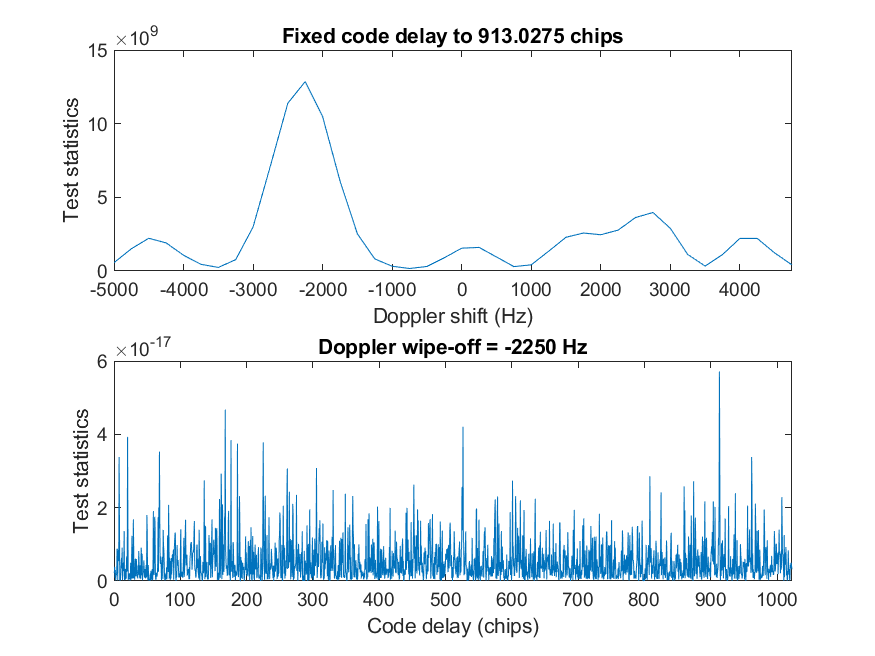 ×10^9
Fixed code delay to 913.0275 chips
15
10
5
0
Test statistics
-5000 -4000 -3000 -2000 -1000 0 1000 2000 3000 4000
Doppler shift (Hz)
×10^-17
Doppler wipe-off = -2250 Hz
6
4
2
0
Test statistics
0 100 200 300 400 500 600 700 800 900 1000
Code delay (chips)